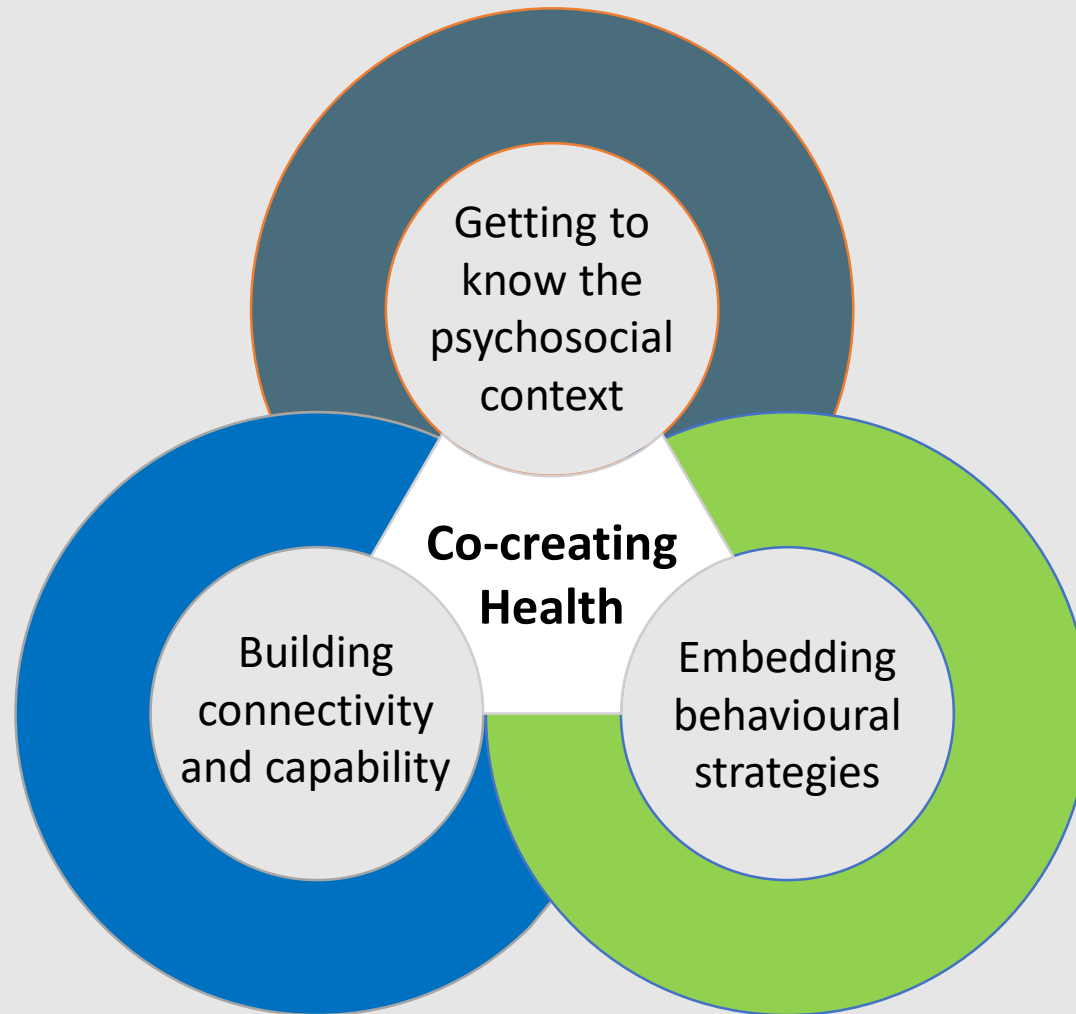 Getting to
know the
psychosocial
context
Co-creating
Health
Building
connectivity
and capability
Embedding
behavioural
strategies